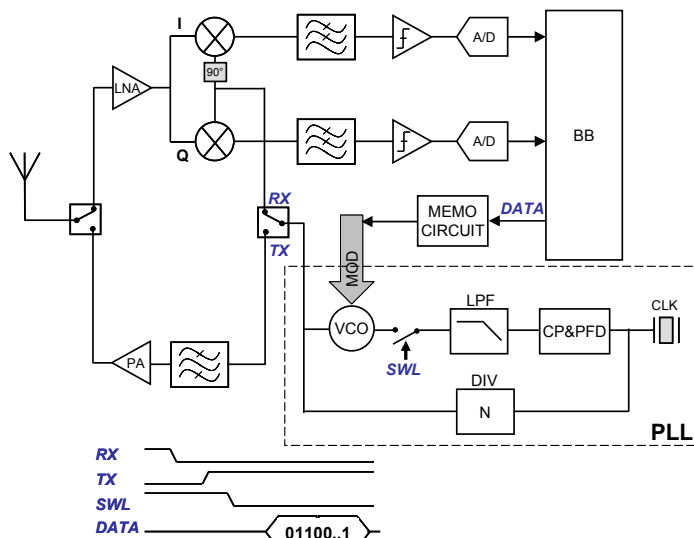 I
LNA
90°
Q
A/D
A/D
BB
RX
TX
MEMO
CIRCUIT
DATA
MOD
VCO
SWL
LPF
CP&PFD
CLK
DIV
N
PLL
PA
RX
TX
SWL
DATA
01100..1